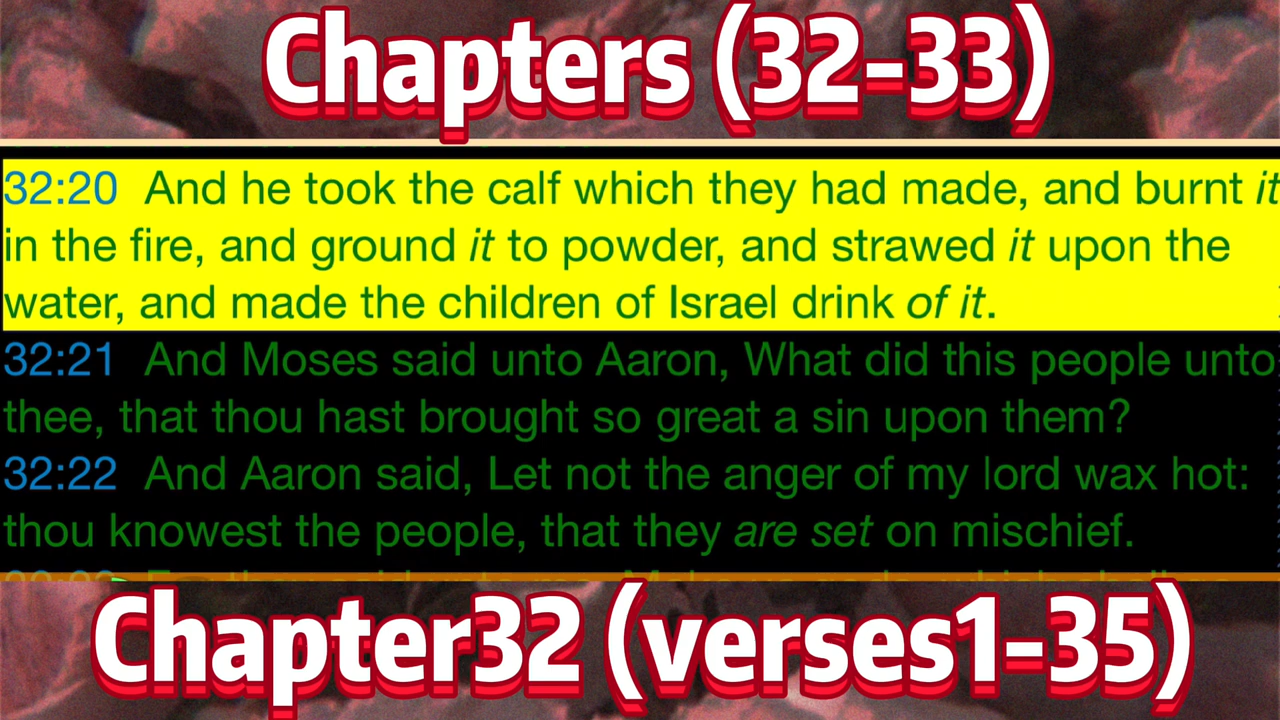 Chapters (32-33)
32:20 And he took the calf which they had made, and burnt it
in the fire, and ground it to powder, and strawed it upon the
water, and made the children of Israel drink of it.
32:21 And Moses said unto Aaron, What did this people unto
thee, that thou hast brought so great a sin upon them?
32:22 And Aaron said, Let not the anger of my lord wax hot:
thou knowest the people, that they are set on mischief.
Chapter32 (verses1-35)